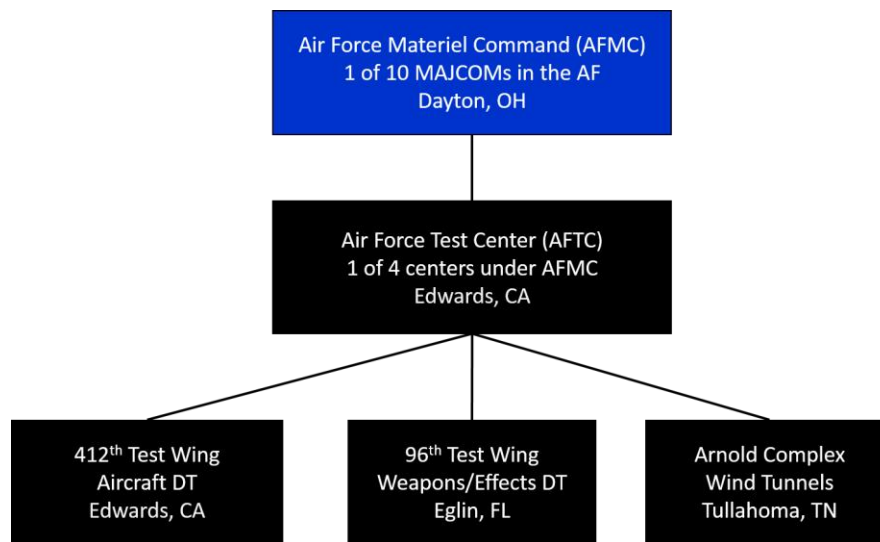 Air Force Materiel Command (AFMC)
1 of 10 MAJCOMs in the AF
Dayton, OH
Air Force Test Center (AFTC)
1 of 4 centers under AFMC
Edwards, CA
412th Test Wing
Aircraft DT
Edwards, CA
96th Test Wing
Weapons/Effects DT
Eglin, FL
Arnold Complex
Wind Tunnels
Tullahoma, TN